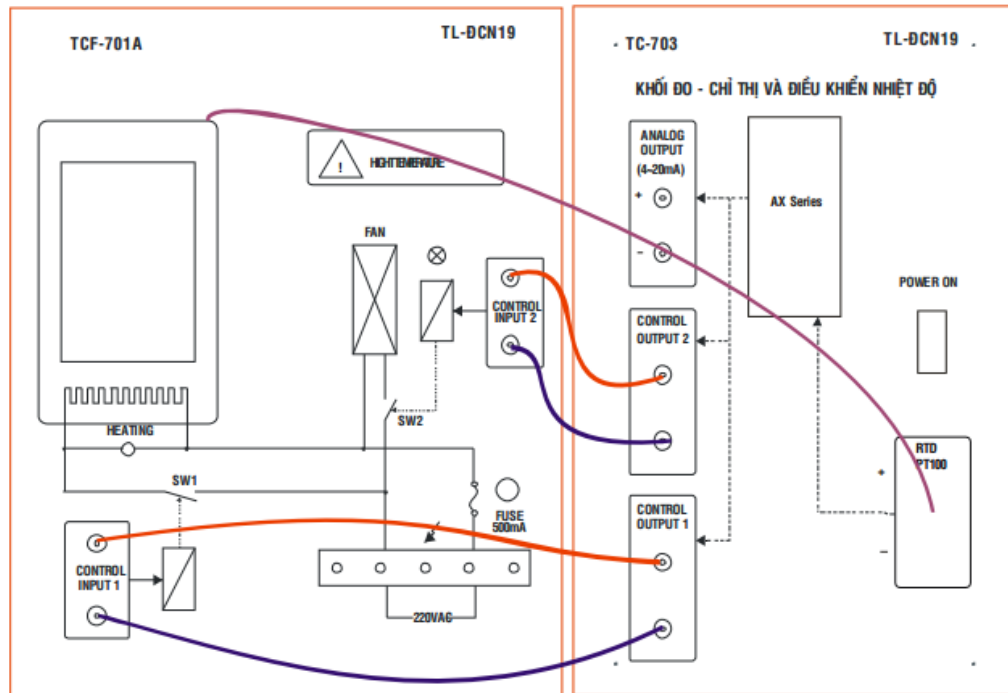 TCF-701A
TL-ĐCN19
FAN
CONTROL
INPUT 2
SW2
HEATING
SW1
FUSE
500mA
CONTROL
INPUT 1
220VAC
TC-703
TL-ĐCN19
KHỐI ĐO - CHỈ THỊ VÀ ĐIỀU KHIỂN NHIỆT ĐỘ
ANALOG
OUTPUT
(4~20mA)
+
−
AX Series
POWER ON
CONTROL
OUTPUT 2
RTD
PT100
+
−
CONTROL
OUTPUT 1